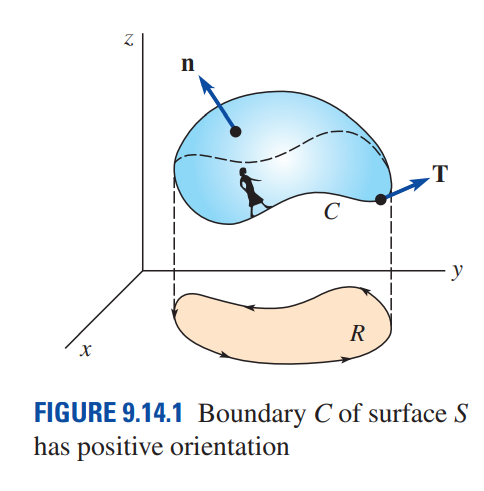 z
n
T
C
y
R
x
FIGURE 9.14.1 Boundary C of surface S
has positive orientation